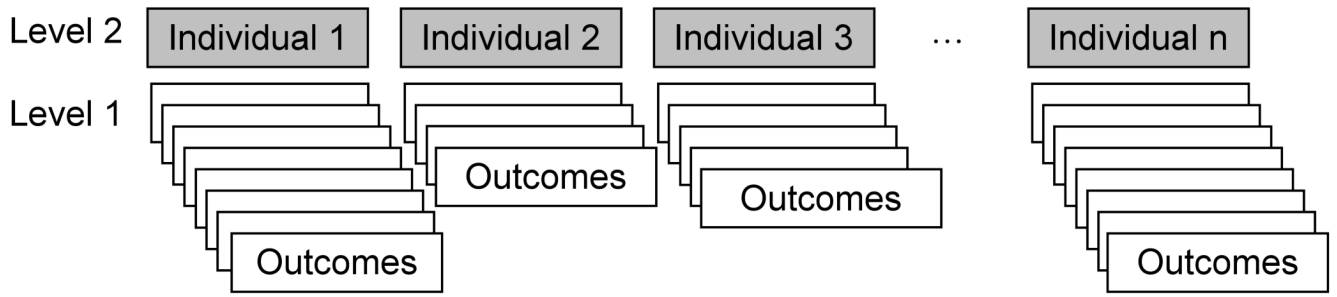 Level 2 Individual 1 Individual 2 Individual 3 ... Individual n
Level 1
Outcomes
Outcomes
Outcomes
Outcomes